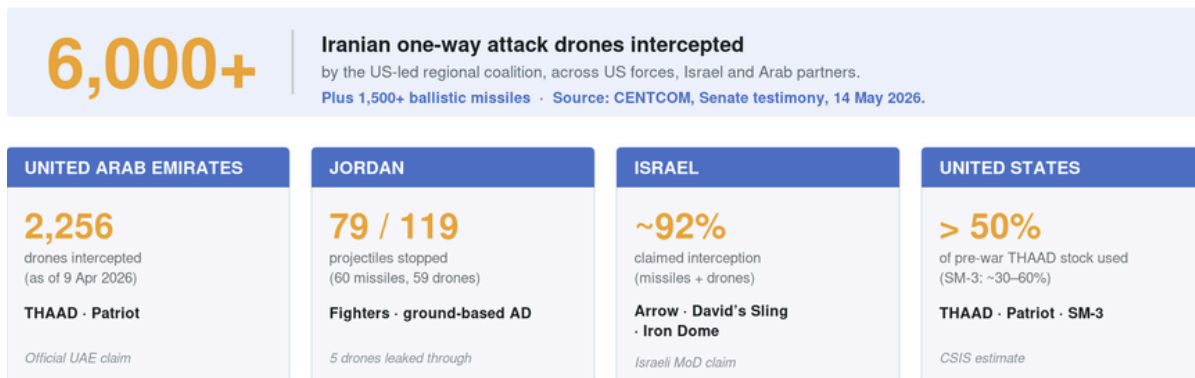 6,000+
Iranian one-way attack drones intercepted
by the US-led regional coalition, across US forces, Israel and Arab partners.
Plus 1,500+ ballistic missiles · Source: CENTCOM, Senate testimony, 14 May 2026.
UNITED ARAB EMIRATES
2,256
drones intercepted
(as of 9 Apr 2026)
THAAD · Patriot
Official UAE claim
JORDAN
79 / 119
projectiles stopped
(60 missiles, 59 drones)
Fighters · ground-based AD
5 drones leaked through
ISRAEL
~92%
claimed interception
(missiles + drones)
Arrow · David's Sling
· Iron Dome
Israeli MoD claim
UNITED STATES
> 50%
of pre-war THAAD stock used
(SM-3: ~30–60%)
THAAD · Patriot · SM-3
CSIS estimate